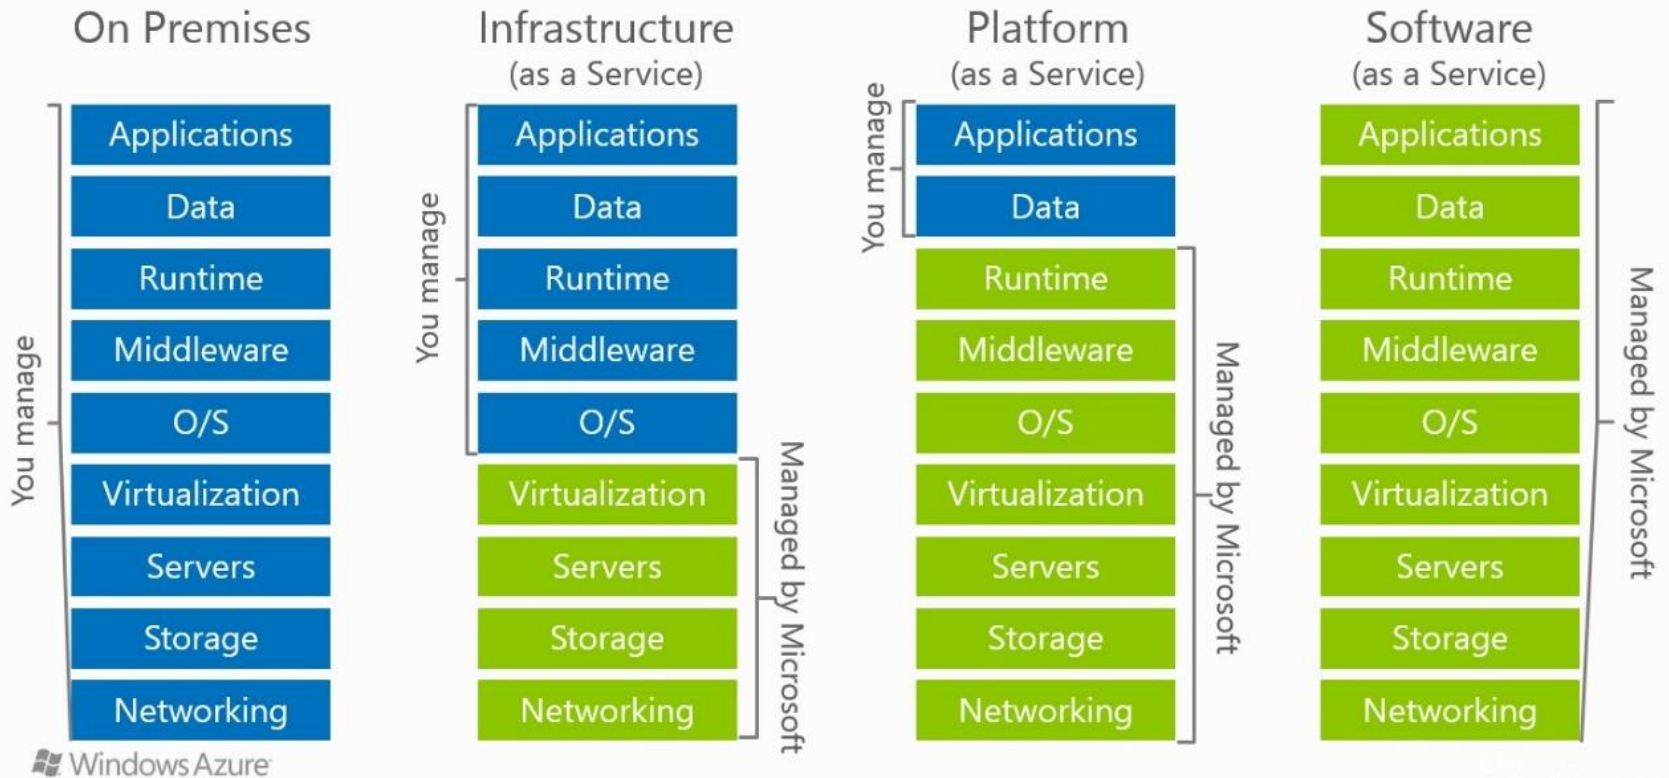 On Premises
You manage
Applications
Data
Runtime
Middleware
O/S
Virtualization
Servers
Storage
Networking
Infrastructure
(as a Service)
You manage
Applications
Data
Runtime
Middleware
O/S
Virtualization
Servers
Storage
Networking
Managed by Microsoft
Platform
(as a Service)
You manage
Applications
Data
Runtime
Middleware
O/S
Virtualization
Servers
Storage
Networking
Managed by Microsoft
Software
(as a Service)
Applications
Data
Runtime
Middleware
O/S
Virtualization
Servers
Storage
Networking
Managed by Microsoft
Windows Azure